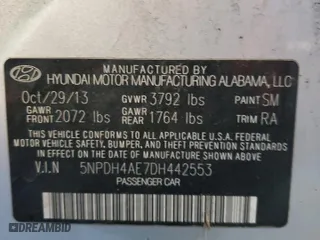 MANUFACTURED BY
HYUNDAI MOTOR MANUFACTURING ALABAMA, LLC
Oct/29/13 GVWR 3792 lbs PAINT SM
GAWR FRONT 2072 lbs GAWR REAR 1764 lbs TRIM RA
THIS VEHICLE CONFORMS TO ALL APPLICABLE U.S. FEDERAL
MOTOR VEHICLE SAFETY, BUMPER, AND THEFT PREVENTION
STANDARDS IN EFFECT ON THE DATE OF MANUFACTURE SHOWN ABOVE.
V.I.N 5NPDH4AE7DH442553
PASSENGER CAR
AUTOBIDMASTER